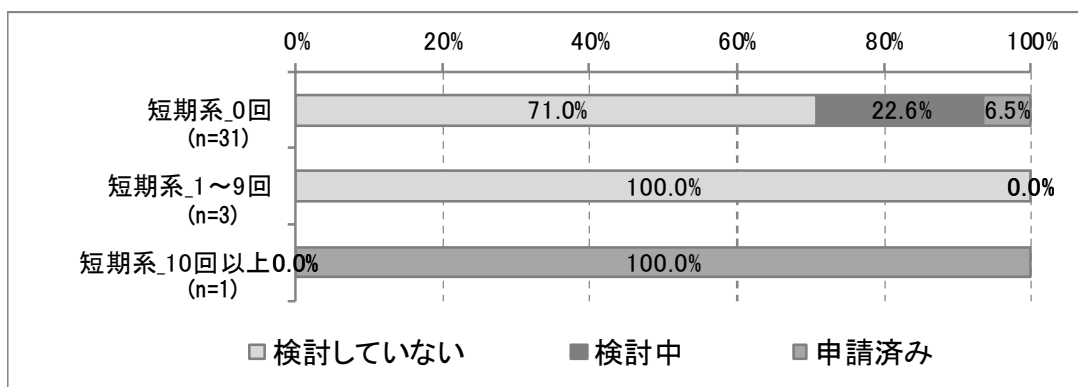 0% 20% 40% 60% 80% 100%
短期系_0回
(n=31)
71.0% 22.6% 6.5%
短期系_1～9回
(n=3)
100.0% 0.0%
短期系_10回以上
(n=1)
0.0% 100.0%
検討していない 検討中 申請済み